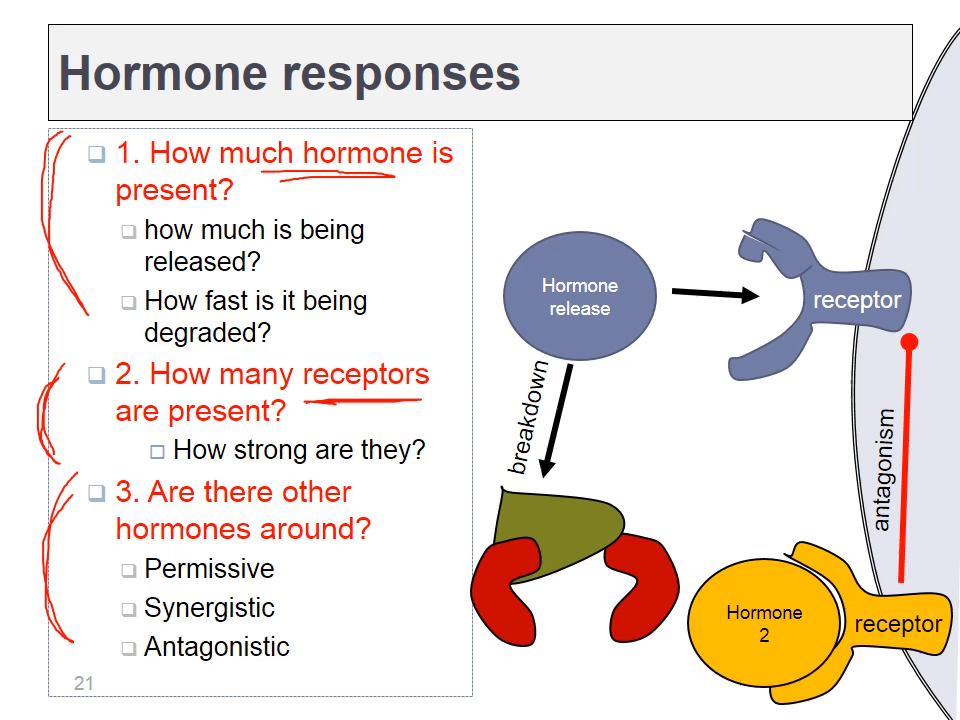 Hormone responses
1. How much hormone is
present?
how much is being
released?
How fast is it being
degraded?
2. How many receptors
are present?
How strong are they?
3. Are there other
hormones around?
Permissive
Synergistic
Antagonistic
21
Hormone
release
receptor
breakdown
antagonism
Hormone
2
receptor